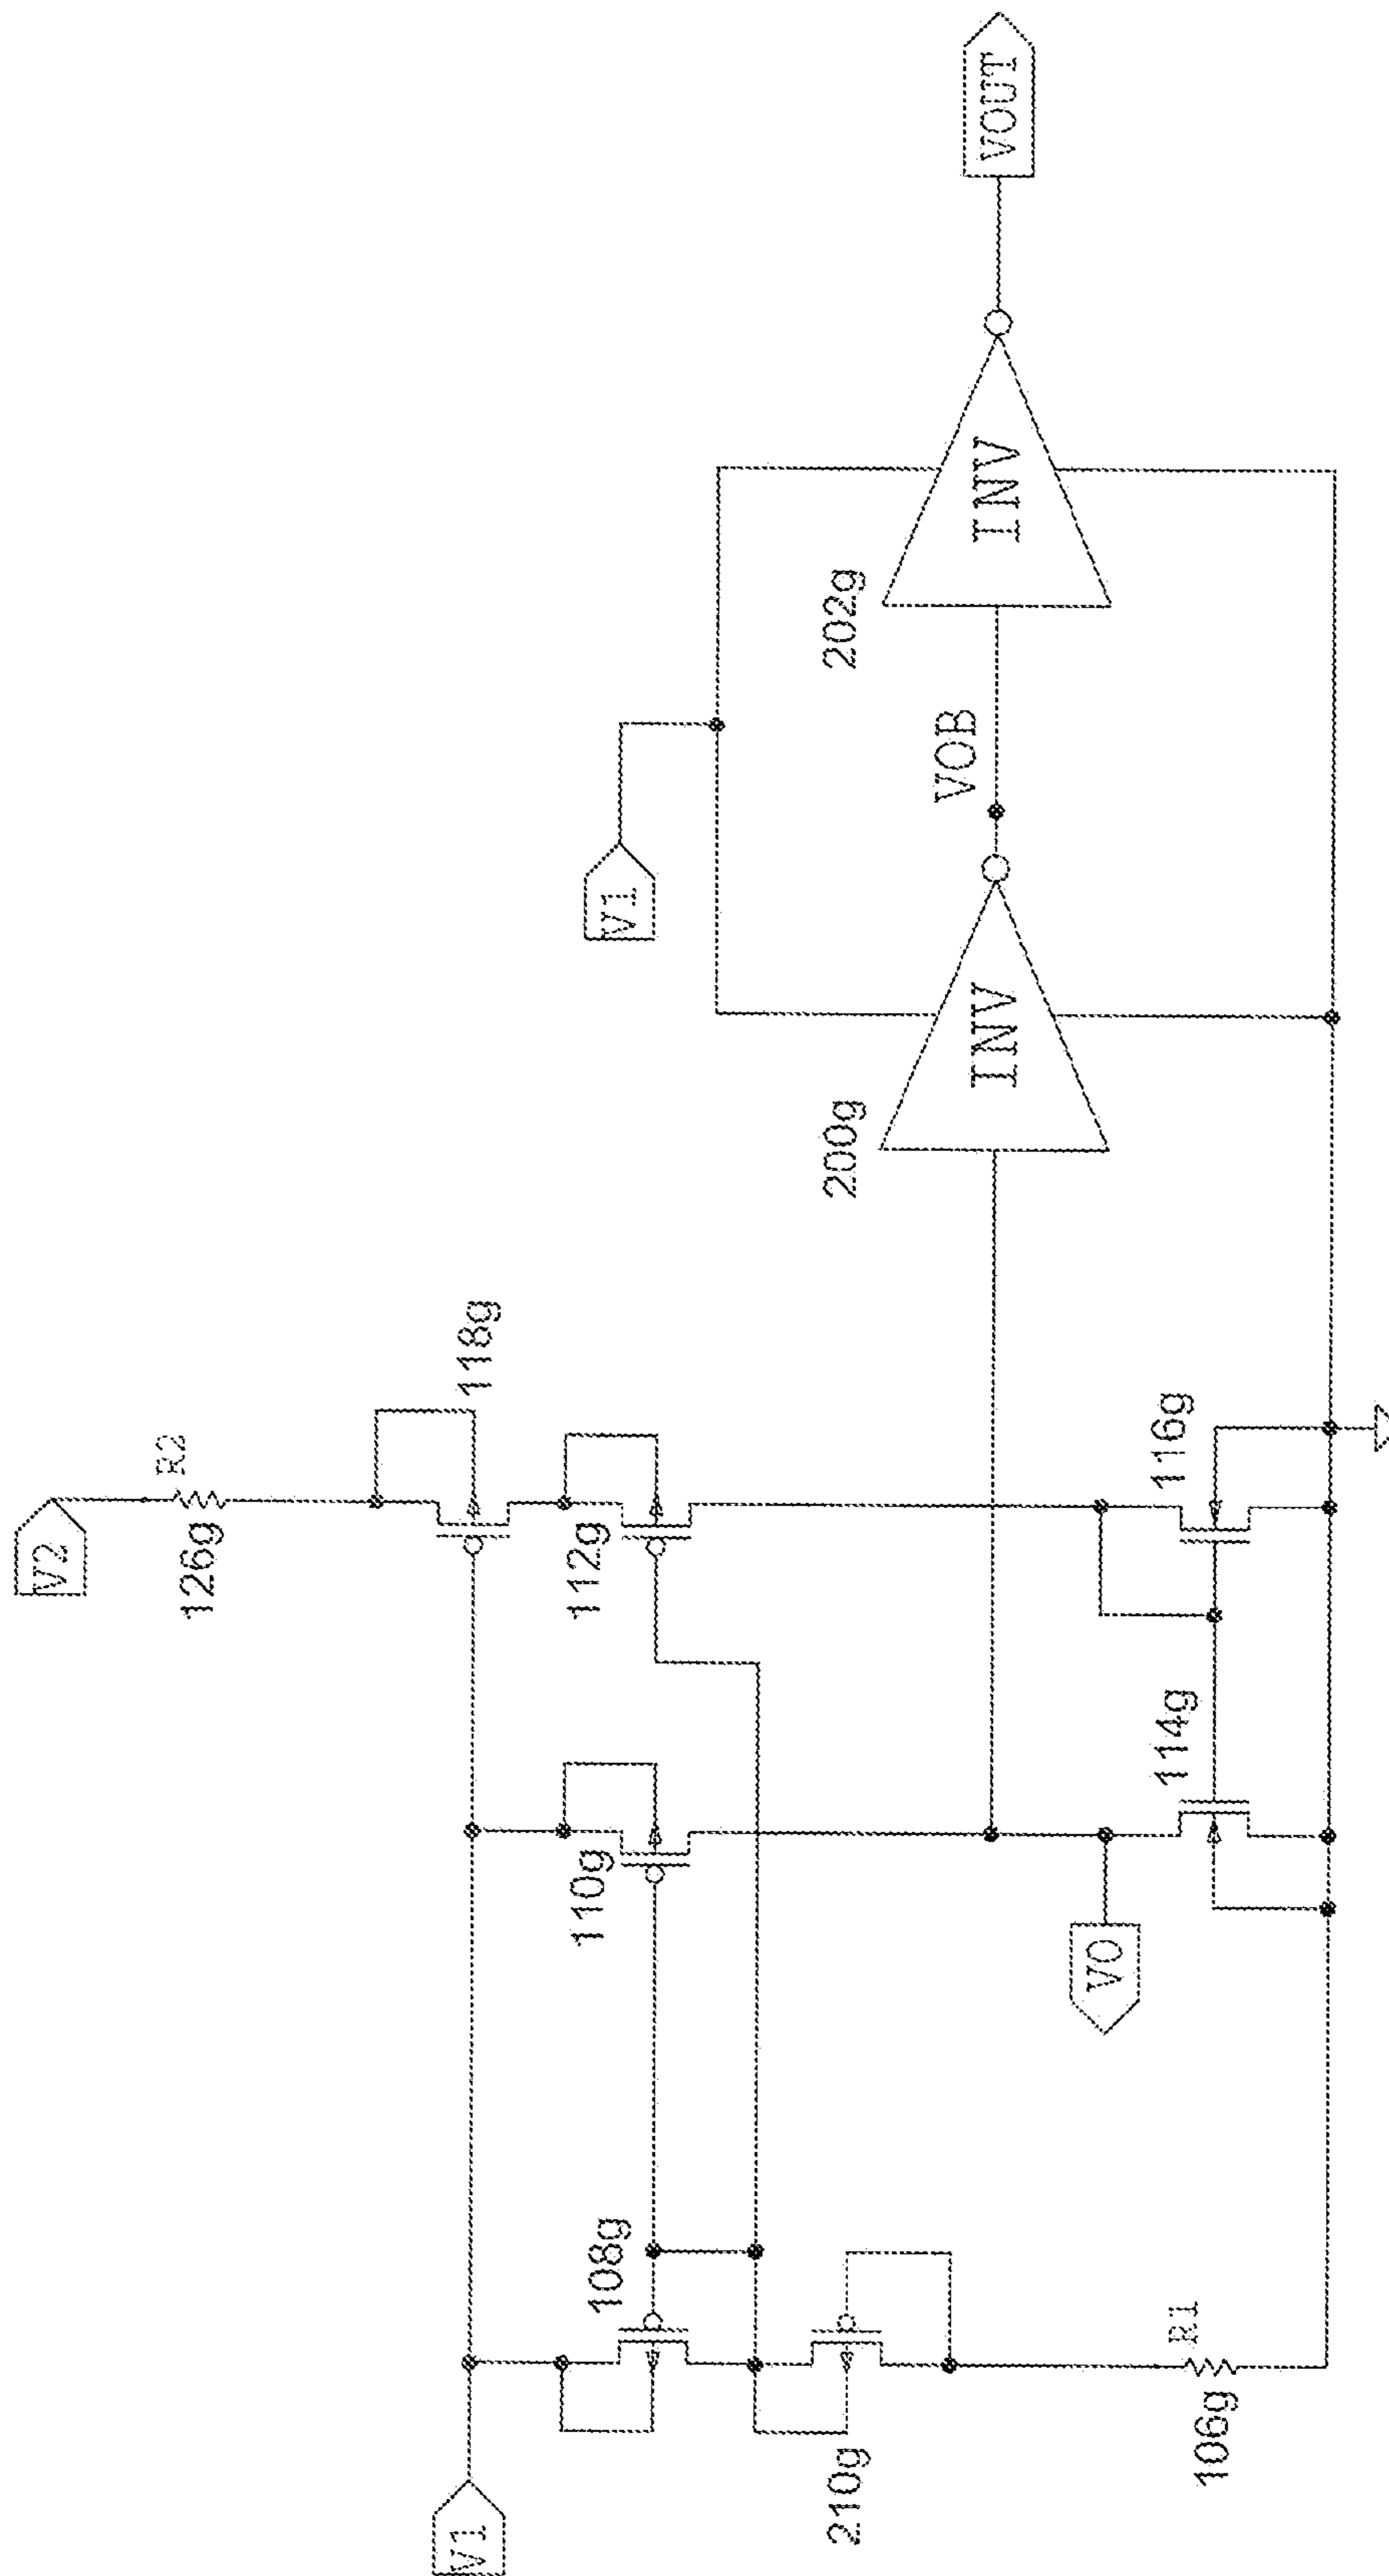 V2
R2
126g
118g
V1
112g
110g
108g
210g
V1
VOB
VOUT
202g
INV
200g
INV
VO
114g
116g
R1
106g